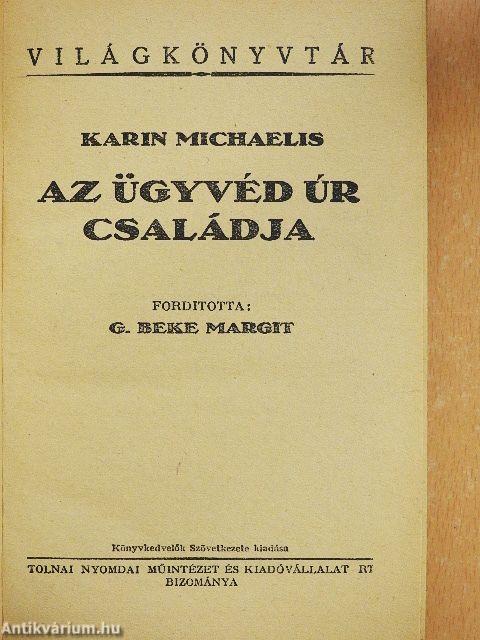 VILÁGKÖNYVTÁR
KARIN MICHAELIS
AZ ÜGYVÉD ÚR
CSALÁDJA
FORDITOTTA:
G. BEKE MARGIT
Könyvkedvelők Szövetkezete kiadása
TOLNAI NYOMDAI MŰINTÉZET ÉS KIADÓVÁLLALAT RT
BIZOMÁNYA
Antikvárium.hu